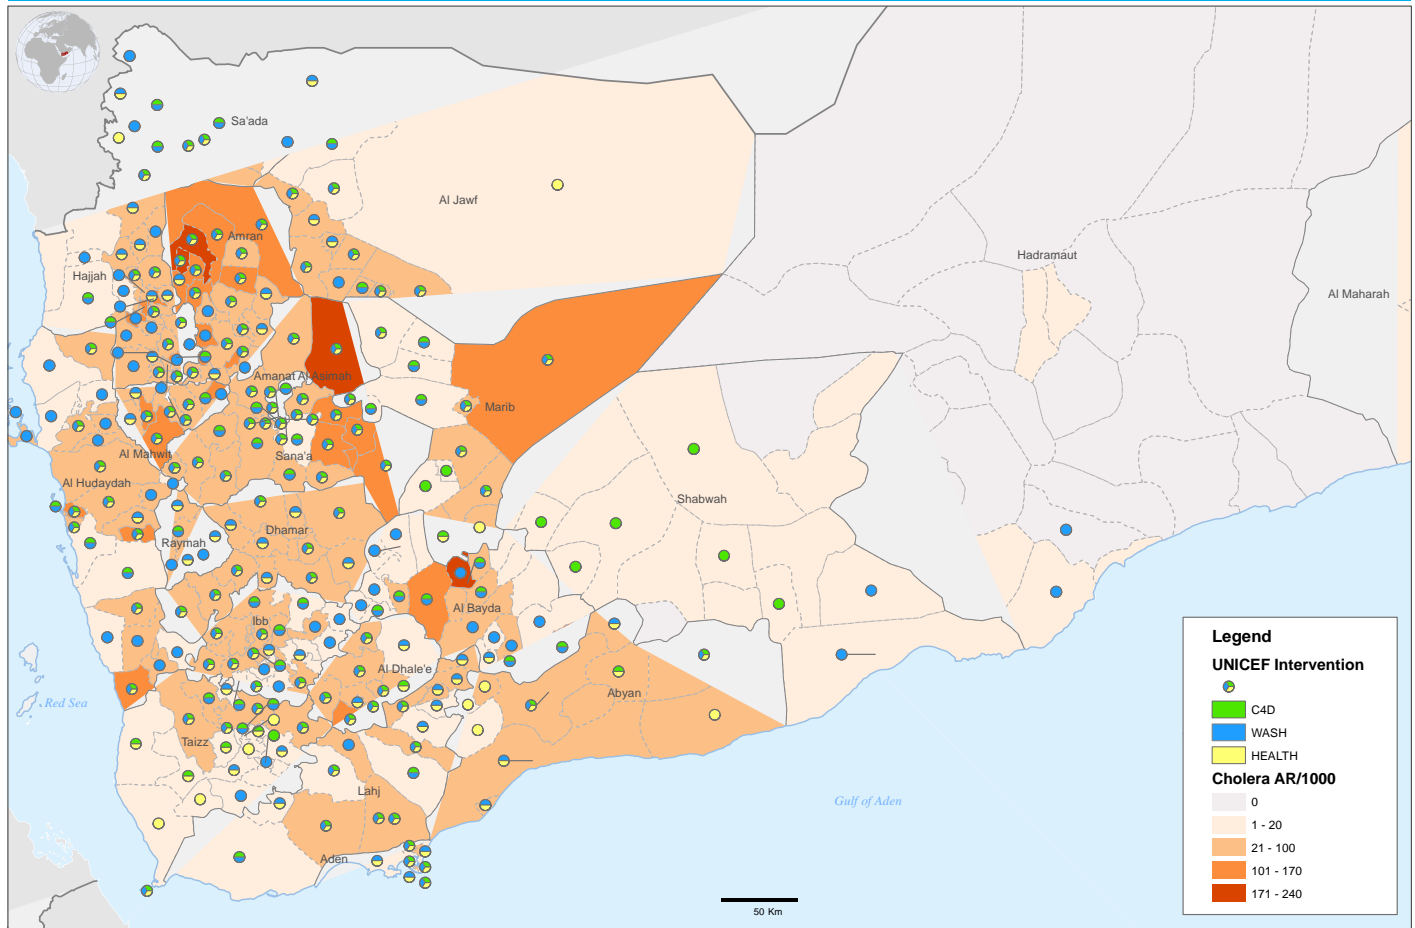 Sa'ada
Al Jawf
Amran
Hadramaut
Hajjah
Al Maharah
Amanat Al Asimah
Marib
Al Mahwit
Sana'a
Al Hudaydah
Shabwah
Dhamar
Raymah
Al Bayda
Ibb
Al Dhale'e
Abyan
Red Sea
Taizz
Lahj
Gulf of Aden
Aden
50 Km
Legend
UNICEF Intervention
C4D
WASH
HEALTH
Cholera AR/1000
0
1 - 20
21 - 100
101 - 170
171 - 240